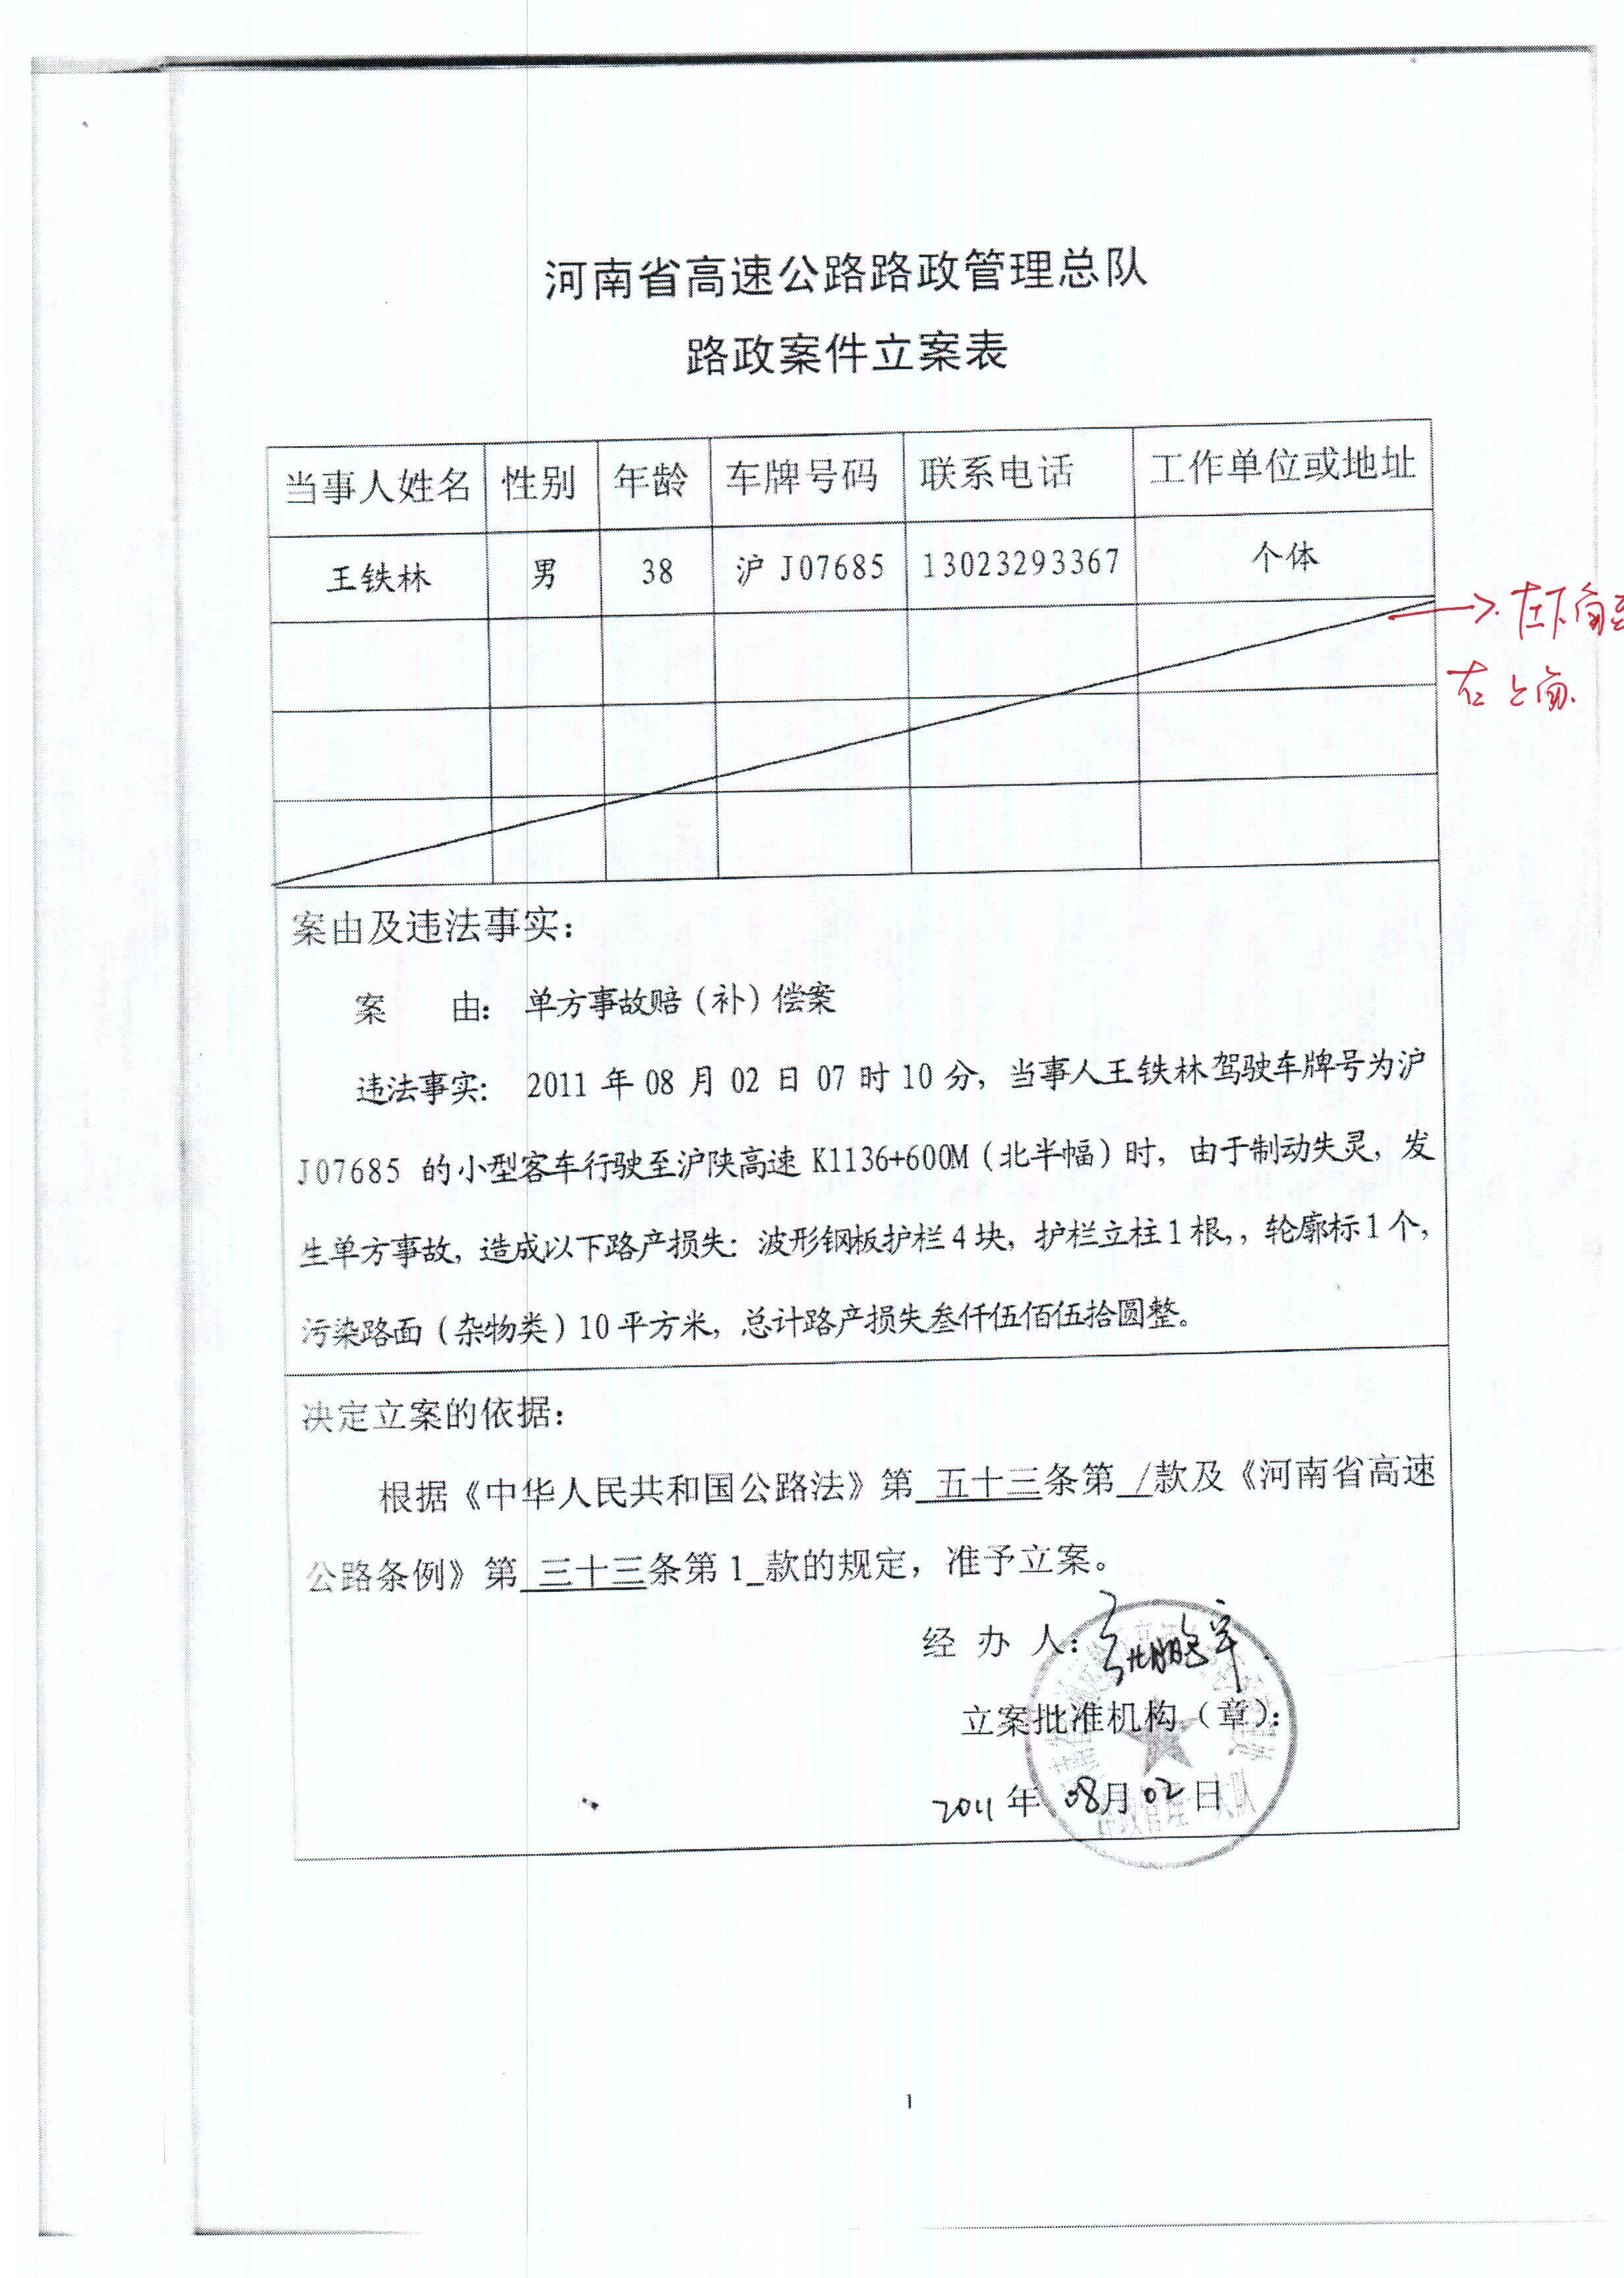 河南省高速公路路政管理总队
路政案件立案表
当事人姓名 性别 年龄 车牌号码 联系电话 工作单位或地址
王铁林 男 38 沪 J07685 13023293367 个体
左下角至
右上角.
案由及违法事实：
案 由： 单方事故赔（补）偿案
违法事实： 2011 年 08 月 02 日 07 时 10 分，当事人王铁林驾驶车牌号为沪
J07685 的小型客车行驶至沪陕高速 K1136+600M（北半幅）时，由于制动失灵，发
生单方事故，造成以下路产损失：波形钢板护栏 4 块，护栏立柱 1 根，，轮廓标 1 个，
污染路面（杂物类）10 平方米，总计路产损失叁仟伍佰伍拾圆整。
决定立案的依据：
根据《中华人民共和国公路法》第 五十三条第 /款及《河南省高速
公路条例》第 三十三条第 1_款的规定，准予立案。
经 办 人：
立案批准机构（章）：
2011 年 08月 02 日
1